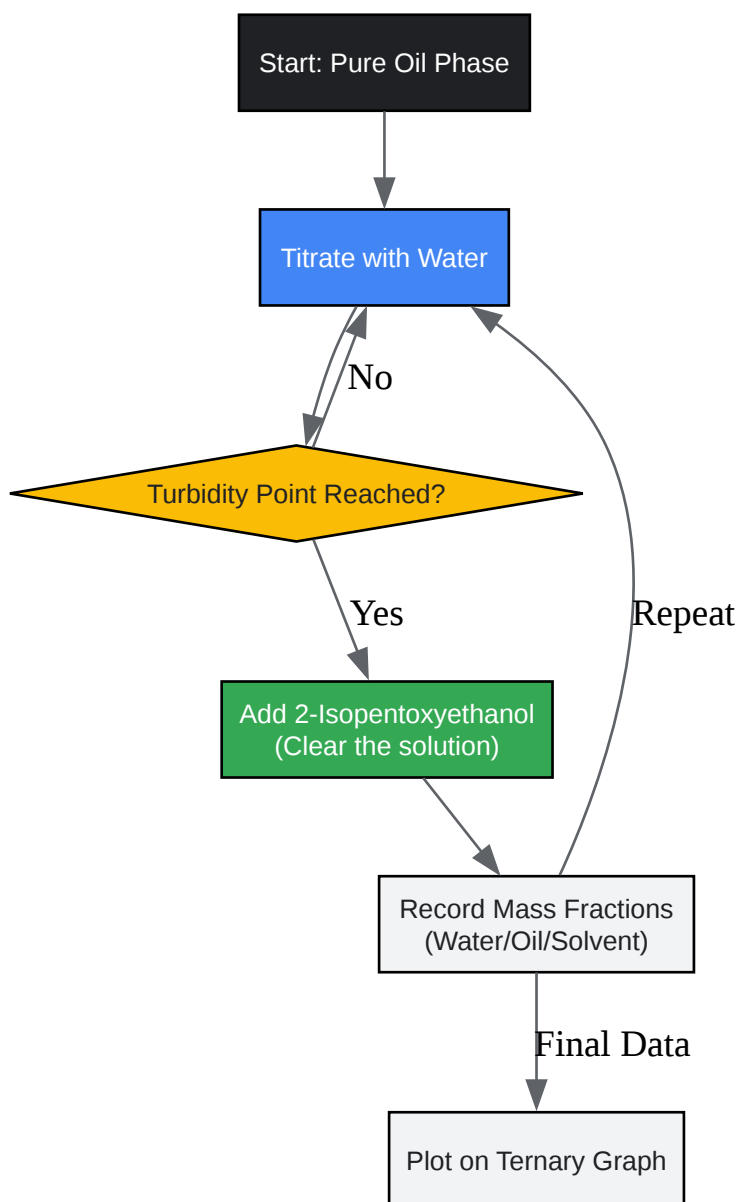 Start: Pure Oil Phase
Titrate with Water
No
Turbidity Point Reached?
Yes
Repeat
Add 2-Isopentoxyethanol
(Clear the solution)
Record Mass Fractions
(Water/Oil/Solvent)
Final Data
Plot on Ternary Graph